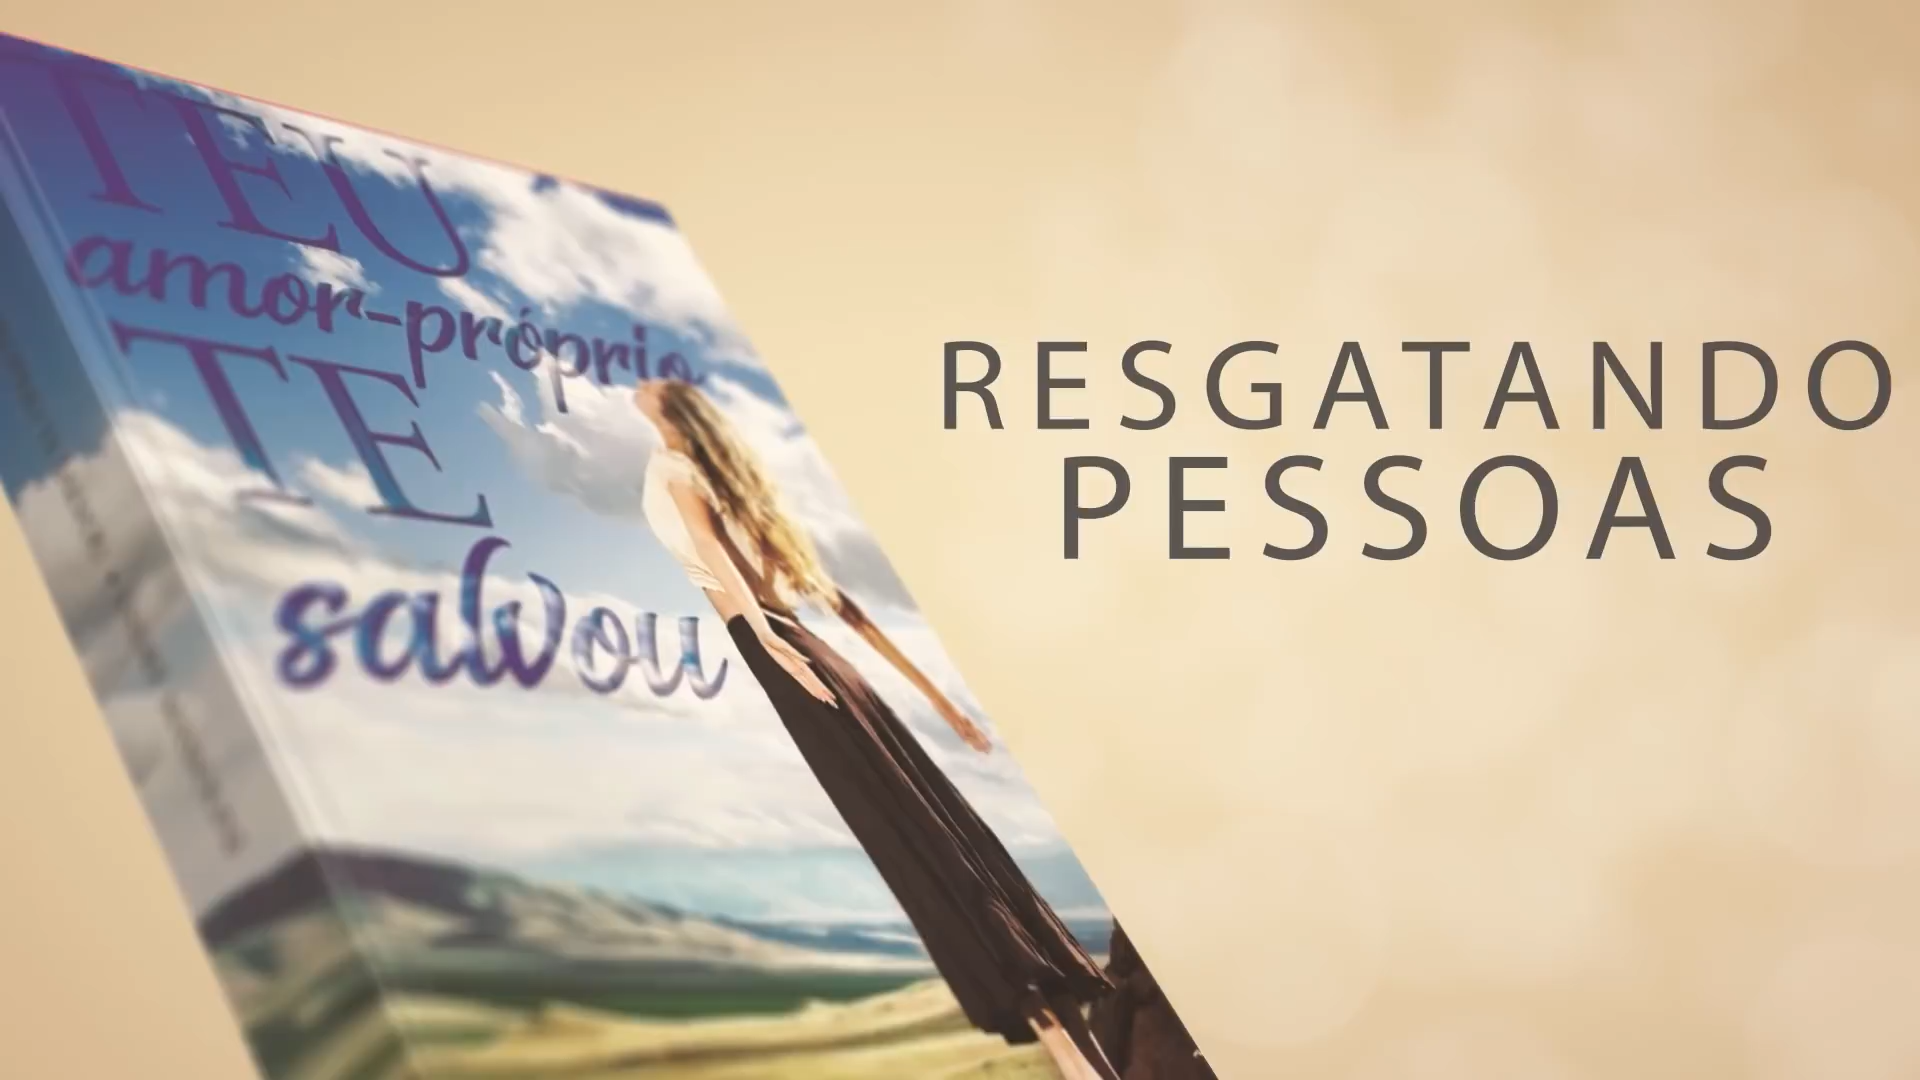 TEU
amor-próprio
TE
salvou
RESGATANDO
PESSOAS